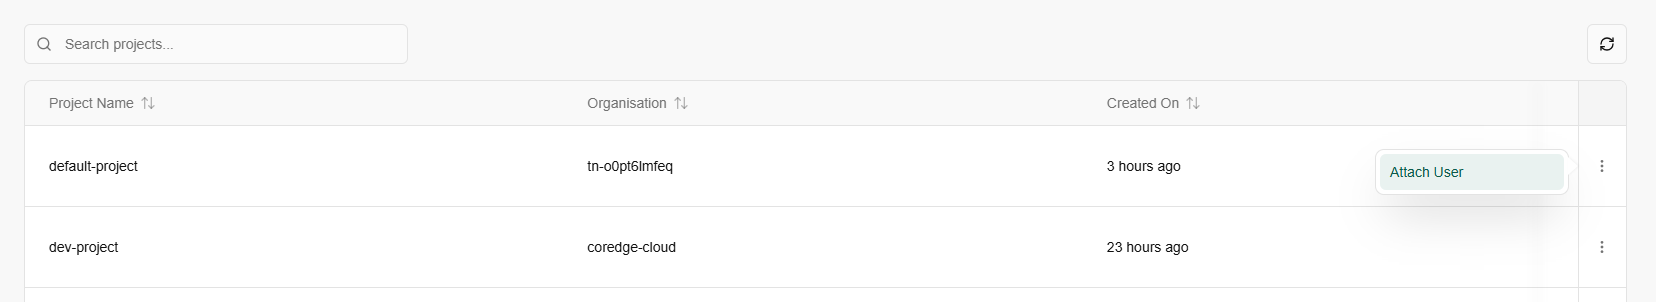 Search projects...
Project Name Organisation Created On
default-project tn-o0pt6lmfeq 3 hours ago
Attach User
dev-project coredge-cloud 23 hours ago